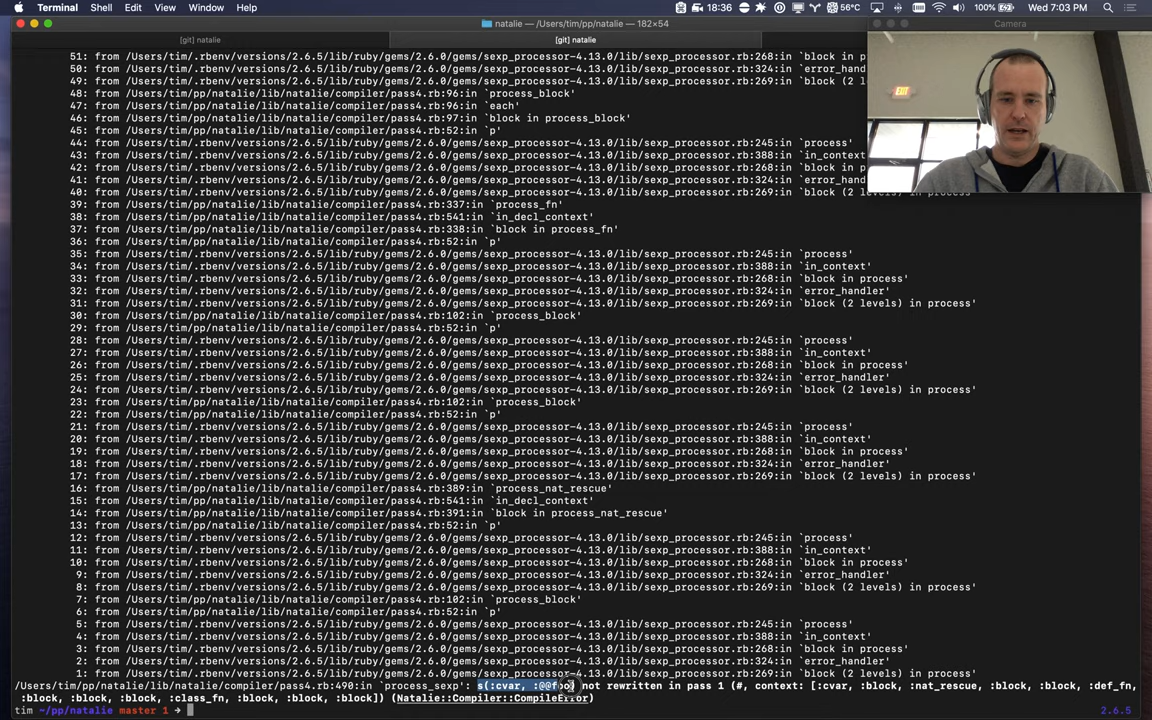 Terminal Shell Edit View Window Help 18:36 56°C 100% Wed 7:03 PM
natalie — /Users/tim/pp/natalie — 182×54
Camera
[git] natalie
[git] natalie
EXIT
51: from /Users/tim/.rbenv/versions/2.6.5/lib/ruby/gems/2.6.0/gems/sexp_processor-4.13.0/lib/sexp_processor.rb:268:in `block in p
50: from /Users/tim/.rbenv/versions/2.6.5/lib/ruby/gems/2.6.0/gems/sexp_processor-4.13.0/lib/sexp_processor.rb:324:in `error_hand
49: from /Users/tim/.rbenv/versions/2.6.5/lib/ruby/gems/2.6.0/gems/sexp_processor-4.13.0/lib/sexp_processor.rb:269:in `block (2 l
48: from /Users/tim/pp/natalie/lib/natalie/compiler/pass4.rb:96:in `process_block'
47: from /Users/tim/pp/natalie/lib/natalie/compiler/pass4.rb:96:in `each'
46: from /Users/tim/pp/natalie/lib/natalie/compiler/pass4.rb:97:in `block in process_block'
45: from /Users/tim/pp/natalie/lib/natalie/compiler/pass4.rb:52:in `p'
44: from /Users/tim/.rbenv/versions/2.6.5/lib/ruby/gems/2.6.0/gems/sexp_processor-4.13.0/lib/sexp_processor.rb:245:in `process'
43: from /Users/tim/.rbenv/versions/2.6.5/lib/ruby/gems/2.6.0/gems/sexp_processor-4.13.0/lib/sexp_processor.rb:388:in `in_context'
42: from /Users/tim/.rbenv/versions/2.6.5/lib/ruby/gems/2.6.0/gems/sexp_processor-4.13.0/lib/sexp_processor.rb:268:in `block in p
41: from /Users/tim/.rbenv/versions/2.6.5/lib/ruby/gems/2.6.0/gems/sexp_processor-4.13.0/lib/sexp_processor.rb:324:in `error_hand
40: from /Users/tim/.rbenv/versions/2.6.5/lib/ruby/gems/2.6.0/gems/sexp_processor-4.13.0/lib/sexp_processor.rb:269:in `block (2 levels) in process'
39: from /Users/tim/pp/natalie/lib/natalie/compiler/pass4.rb:337:in `process_fn'
38: from /Users/tim/pp/natalie/lib/natalie/compiler/pass4.rb:541:in `in_decl_context'
37: from /Users/tim/pp/natalie/lib/natalie/compiler/pass4.rb:338:in `block in process_fn'
36: from /Users/tim/pp/natalie/lib/natalie/compiler/pass4.rb:52:in `p'
35: from /Users/tim/.rbenv/versions/2.6.5/lib/ruby/gems/2.6.0/gems/sexp_processor-4.13.0/lib/sexp_processor.rb:245:in `process'
34: from /Users/tim/.rbenv/versions/2.6.5/lib/ruby/gems/2.6.0/gems/sexp_processor-4.13.0/lib/sexp_processor.rb:388:in `in_context'
33: from /Users/tim/.rbenv/versions/2.6.5/lib/ruby/gems/2.6.0/gems/sexp_processor-4.13.0/lib/sexp_processor.rb:268:in `block in process'
32: from /Users/tim/.rbenv/versions/2.6.5/lib/ruby/gems/2.6.0/gems/sexp_processor-4.13.0/lib/sexp_processor.rb:324:in `error_handler'
31: from /Users/tim/.rbenv/versions/2.6.5/lib/ruby/gems/2.6.0/gems/sexp_processor-4.13.0/lib/sexp_processor.rb:269:in `block (2 levels) in process'
30: from /Users/tim/pp/natalie/lib/natalie/compiler/pass4.rb:102:in `process_block'
29: from /Users/tim/pp/natalie/lib/natalie/compiler/pass4.rb:52:in `p'
28: from /Users/tim/.rbenv/versions/2.6.5/lib/ruby/gems/2.6.0/gems/sexp_processor-4.13.0/lib/sexp_processor.rb:245:in `process'
27: from /Users/tim/.rbenv/versions/2.6.5/lib/ruby/gems/2.6.0/gems/sexp_processor-4.13.0/lib/sexp_processor.rb:388:in `in_context'
26: from /Users/tim/.rbenv/versions/2.6.5/lib/ruby/gems/2.6.0/gems/sexp_processor-4.13.0/lib/sexp_processor.rb:268:in `block in process'
25: from /Users/tim/.rbenv/versions/2.6.5/lib/ruby/gems/2.6.0/gems/sexp_processor-4.13.0/lib/sexp_processor.rb:324:in `error_handler'
24: from /Users/tim/.rbenv/versions/2.6.5/lib/ruby/gems/2.6.0/gems/sexp_processor-4.13.0/lib/sexp_processor.rb:269:in `block (2 levels) in process'
23: from /Users/tim/pp/natalie/lib/natalie/compiler/pass4.rb:102:in `process_block'
22: from /Users/tim/pp/natalie/lib/natalie/compiler/pass4.rb:52:in `p'
21: from /Users/tim/.rbenv/versions/2.6.5/lib/ruby/gems/2.6.0/gems/sexp_processor-4.13.0/lib/sexp_processor.rb:245:in `process'
20: from /Users/tim/.rbenv/versions/2.6.5/lib/ruby/gems/2.6.0/gems/sexp_processor-4.13.0/lib/sexp_processor.rb:388:in `in_context'
19: from /Users/tim/.rbenv/versions/2.6.5/lib/ruby/gems/2.6.0/gems/sexp_processor-4.13.0/lib/sexp_processor.rb:268:in `block in process'
18: from /Users/tim/.rbenv/versions/2.6.5/lib/ruby/gems/2.6.0/gems/sexp_processor-4.13.0/lib/sexp_processor.rb:324:in `error_handler'
17: from /Users/tim/.rbenv/versions/2.6.5/lib/ruby/gems/2.6.0/gems/sexp_processor-4.13.0/lib/sexp_processor.rb:269:in `block (2 levels) in process'
16: from /Users/tim/pp/natalie/lib/natalie/compiler/pass4.rb:389:in `process_nat_rescue'
15: from /Users/tim/pp/natalie/lib/natalie/compiler/pass4.rb:541:in `in_decl_context'
14: from /Users/tim/pp/natalie/lib/natalie/compiler/pass4.rb:391:in `block in process_nat_rescue'
13: from /Users/tim/pp/natalie/lib/natalie/compiler/pass4.rb:52:in `p'
12: from /Users/tim/.rbenv/versions/2.6.5/lib/ruby/gems/2.6.0/gems/sexp_processor-4.13.0/lib/sexp_processor.rb:245:in `process'
11: from /Users/tim/.rbenv/versions/2.6.5/lib/ruby/gems/2.6.0/gems/sexp_processor-4.13.0/lib/sexp_processor.rb:388:in `in_context'
10: from /Users/tim/.rbenv/versions/2.6.5/lib/ruby/gems/2.6.0/gems/sexp_processor-4.13.0/lib/sexp_processor.rb:268:in `block in process'
9: from /Users/tim/.rbenv/versions/2.6.5/lib/ruby/gems/2.6.0/gems/sexp_processor-4.13.0/lib/sexp_processor.rb:324:in `error_handler'
8: from /Users/tim/.rbenv/versions/2.6.5/lib/ruby/gems/2.6.0/gems/sexp_processor-4.13.0/lib/sexp_processor.rb:269:in `block (2 levels) in process'
7: from /Users/tim/pp/natalie/lib/natalie/compiler/pass4.rb:102:in `process_block'
6: from /Users/tim/pp/natalie/lib/natalie/compiler/pass4.rb:52:in `p'
5: from /Users/tim/.rbenv/versions/2.6.5/lib/ruby/gems/2.6.0/gems/sexp_processor-4.13.0/lib/sexp_processor.rb:245:in `process'
4: from /Users/tim/.rbenv/versions/2.6.5/lib/ruby/gems/2.6.0/gems/sexp_processor-4.13.0/lib/sexp_processor.rb:388:in `in_context'
3: from /Users/tim/.rbenv/versions/2.6.5/lib/ruby/gems/2.6.0/gems/sexp_processor-4.13.0/lib/sexp_processor.rb:268:in `block in process'
2: from /Users/tim/.rbenv/versions/2.6.5/lib/ruby/gems/2.6.0/gems/sexp_processor-4.13.0/lib/sexp_processor.rb:324:in `error_handler'
1: from /Users/tim/.rbenv/versions/2.6.5/lib/ruby/gems/2.6.0/gems/sexp_processor-4.13.0/lib/sexp_processor.rb:269:in `block (2 levels) in process'
/Users/tim/pp/natalie/lib/natalie/compiler/pass4.rb:490:in `process_sexp': s(:cvar, not rewritten in pass 1 (#, context: [:cvar, :block, :nat_rescue, :block, :block, :def_fn,
:block, :block, :block, :class_fn, :block, :block, :block]) (Natalie::Compiler::CompileError)
tim ~/pp/natalie master 1 → 2.6.5